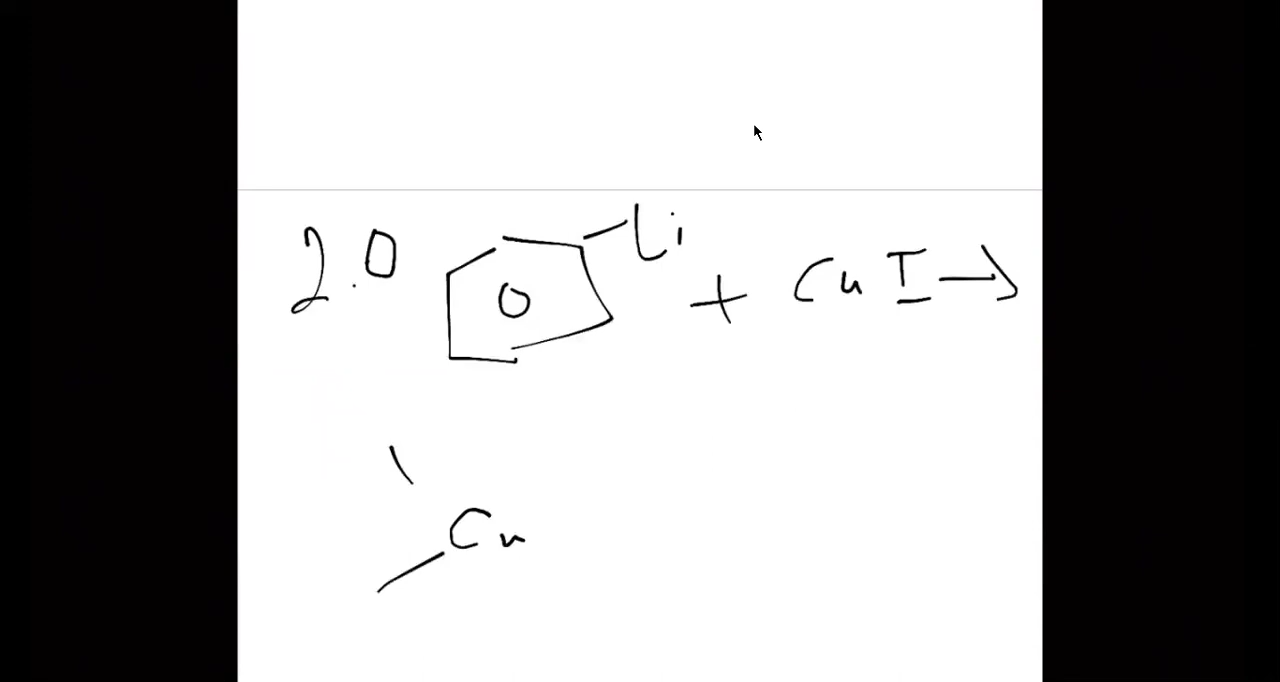 2.0 O Li + CuI →
Cu